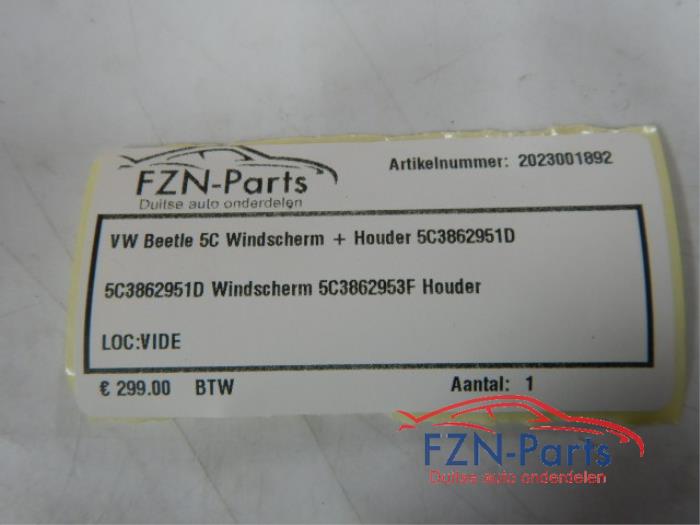 Artikelnummer: 2023001892
FZN-Parts
Duitse auto onderdelen
VW Beetle 5C Windscherm + Houder 5C3862951D
5C3862951D Windscherm 5C3862953F Houder
LOC:VIDE
€ 299.00 BTW Aantal: 1
FZN-Parts
Duitse auto onderdelen